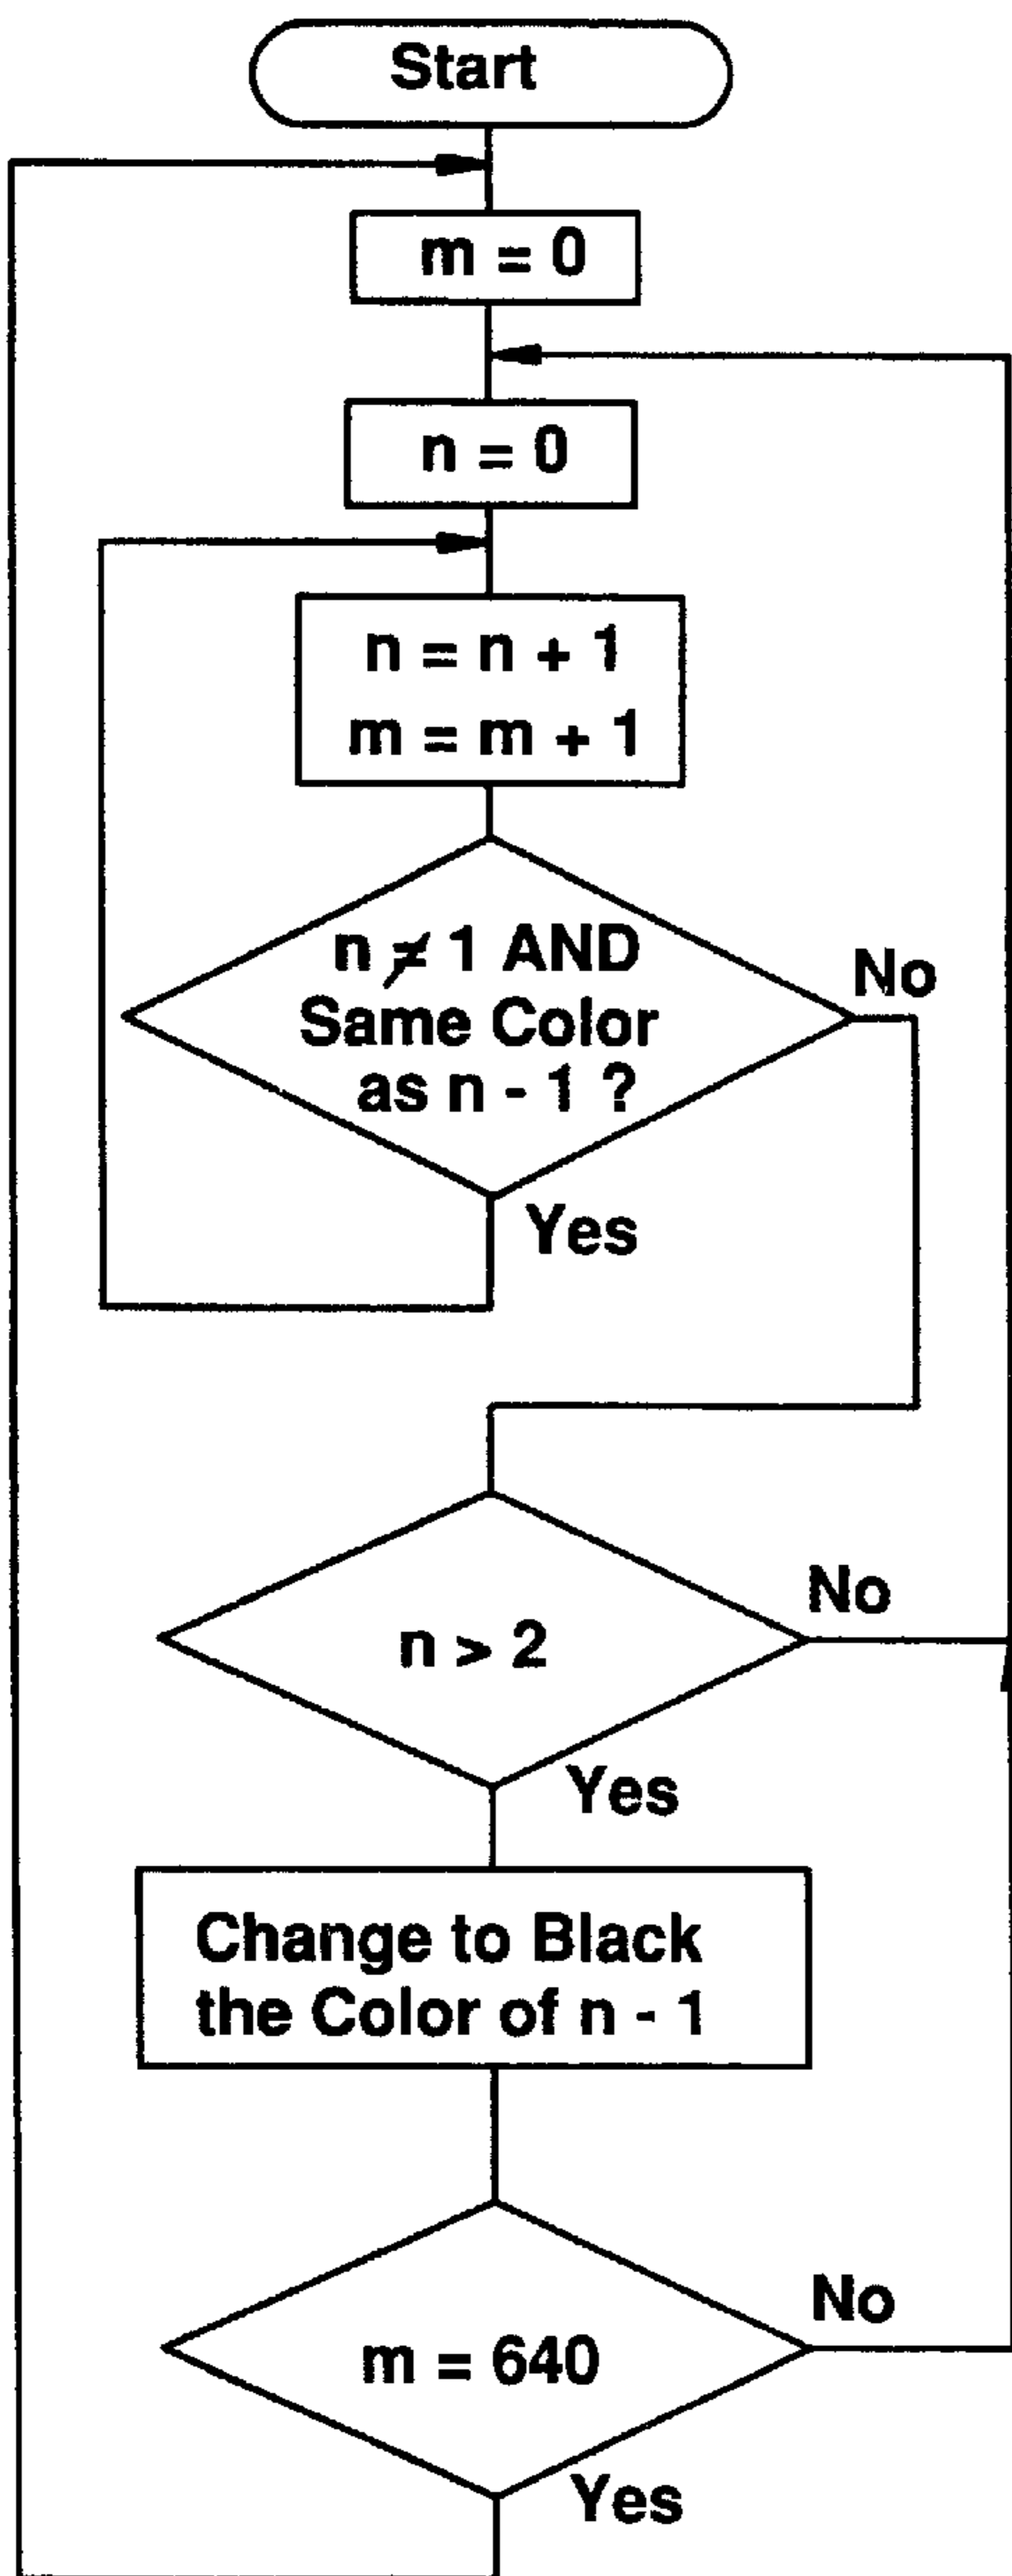 Start
m = 0
n = 0
n = n + 1
m = m + 1
n ≠ 1 AND
Same Color
as n - 1 ?
No
Yes
n > 2
No
Yes
Change to Black
the Color of n - 1
m = 640
No
Yes